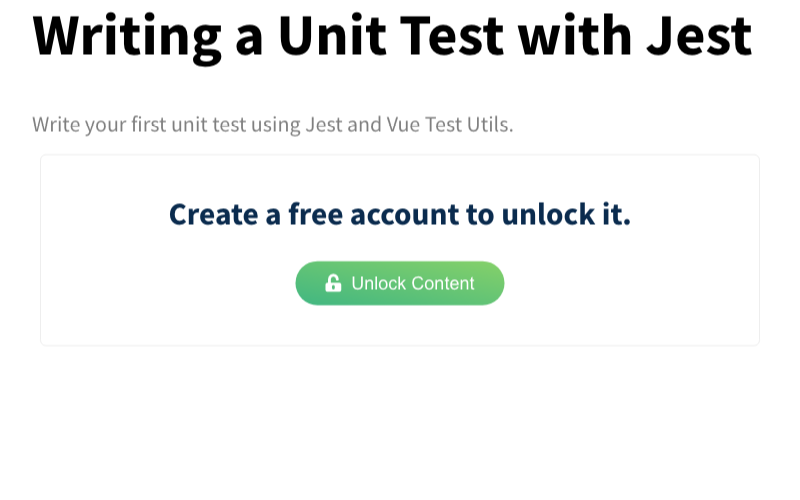 Writing a Unit Test with Jest
Write your first unit test using Jest and Vue Test Utils.
Create a free account to unlock it.
Unlock Content